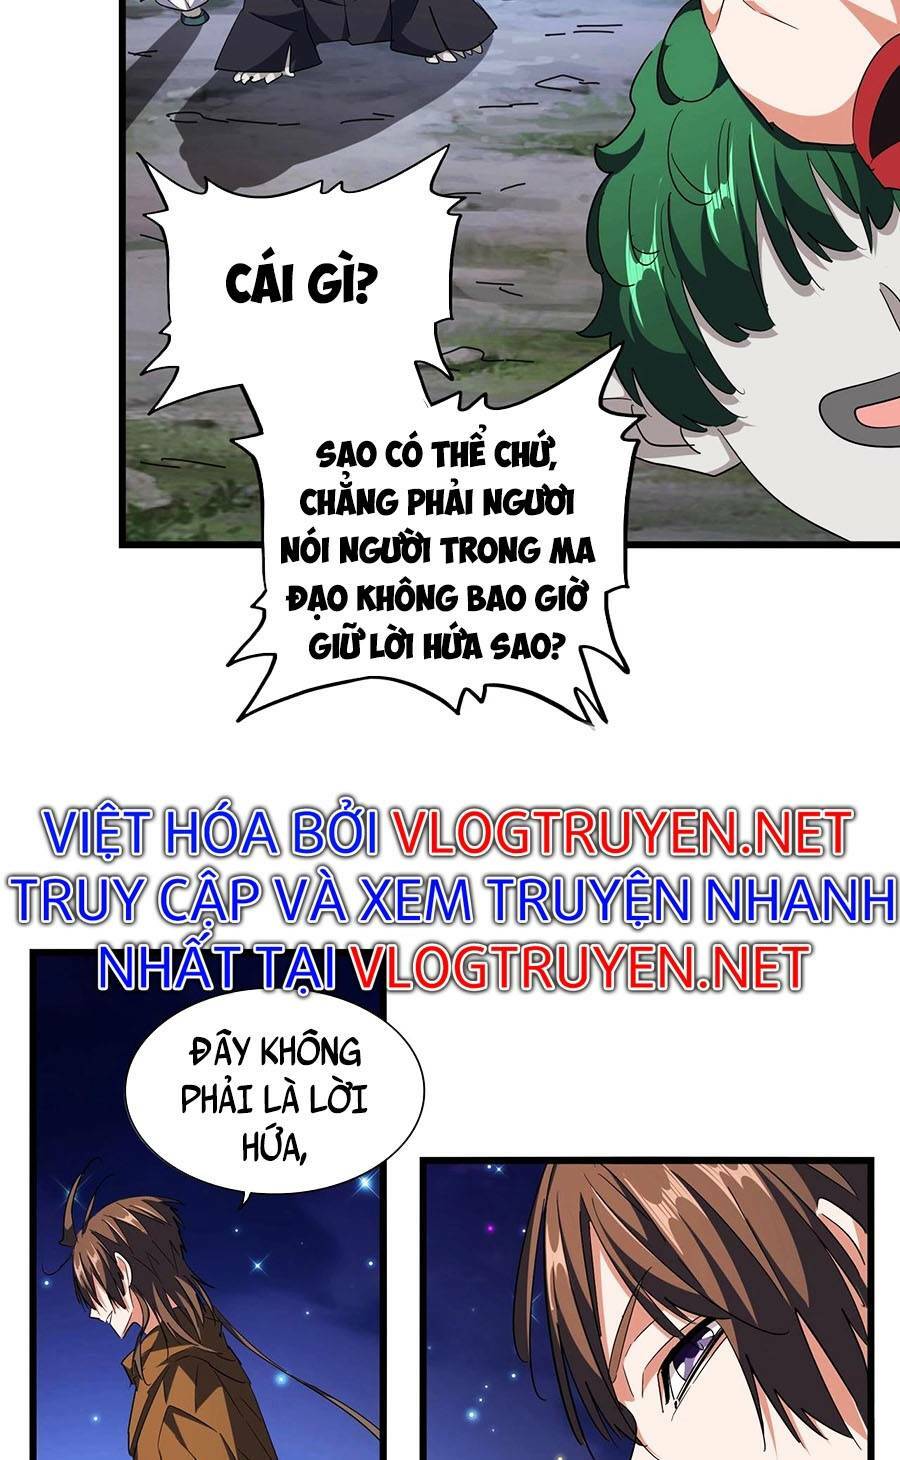 CÁI GÌ?
SAO CÓ THỂ CHỨ,
CHẲNG PHẢI NGƯƠI
NÓI NGƯỜI TRONG MA
ĐẠO KHÔNG BAO GIỜ
GIỮ LỜI HỨA SAO?
VIỆT HÓA BỞI VLOGTRUYEN.NET
TRUY CẬP VÀ XEM TRUYỆN NHANH
NHẤT TẠI VLOGTRUYEN.NET
ĐÂY KHÔNG
PHẢI LÀ LỜI
HỨA,